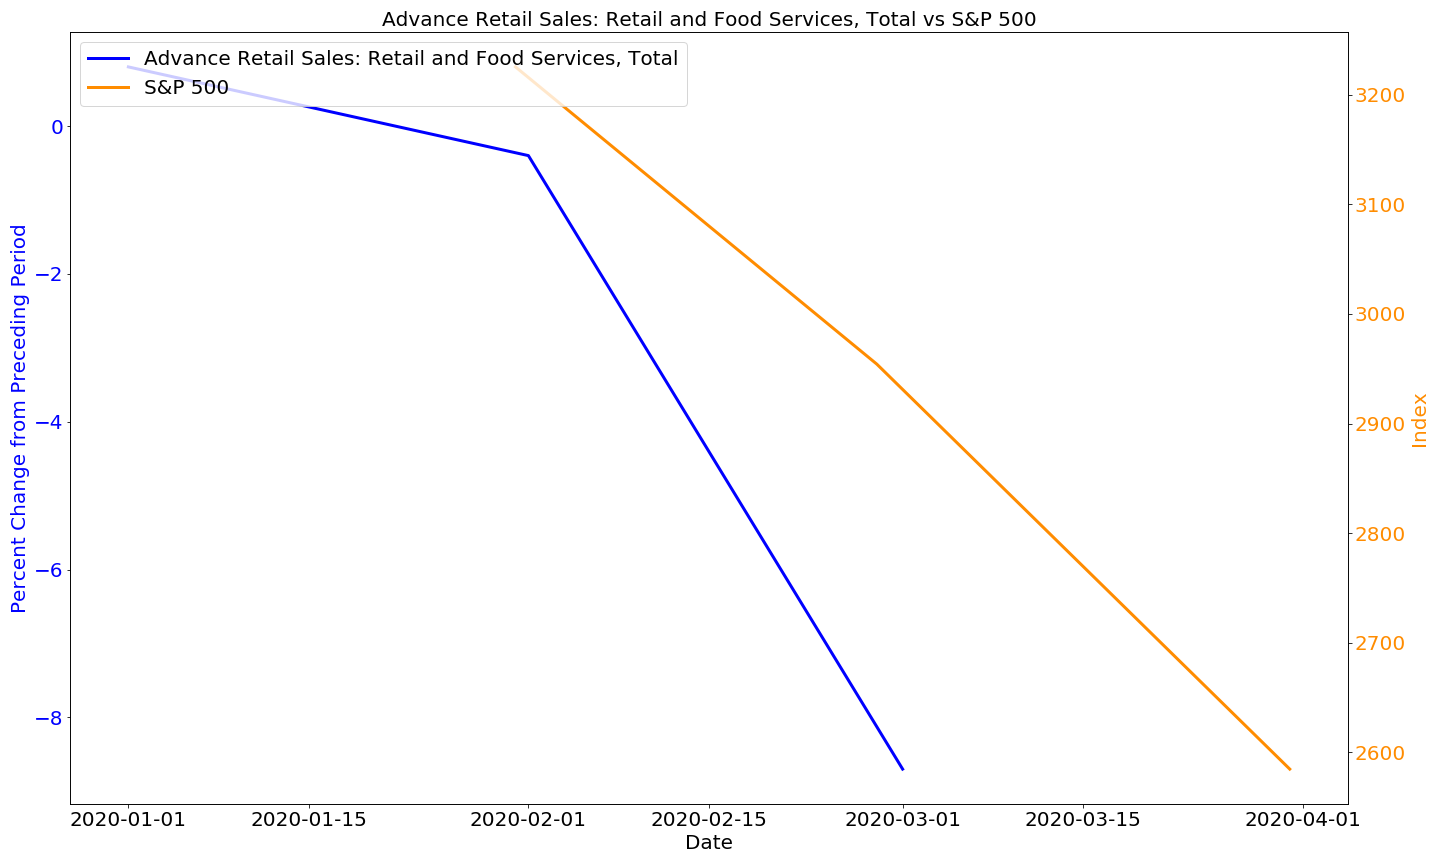 Advance Retail Sales: Retail and Food Services, Total vs S&P 500
Advance Retail Sales: Retail and Food Services, Total
S&P 500
Percent Change from Preceding Period
0
−2
−4
−6
−8
3200
3100
3000
2900
2800
2700
2600
Index
2020-01-01 2020-01-15 2020-02-01 2020-02-15 2020-03-01 2020-03-15 2020-04-01
Date